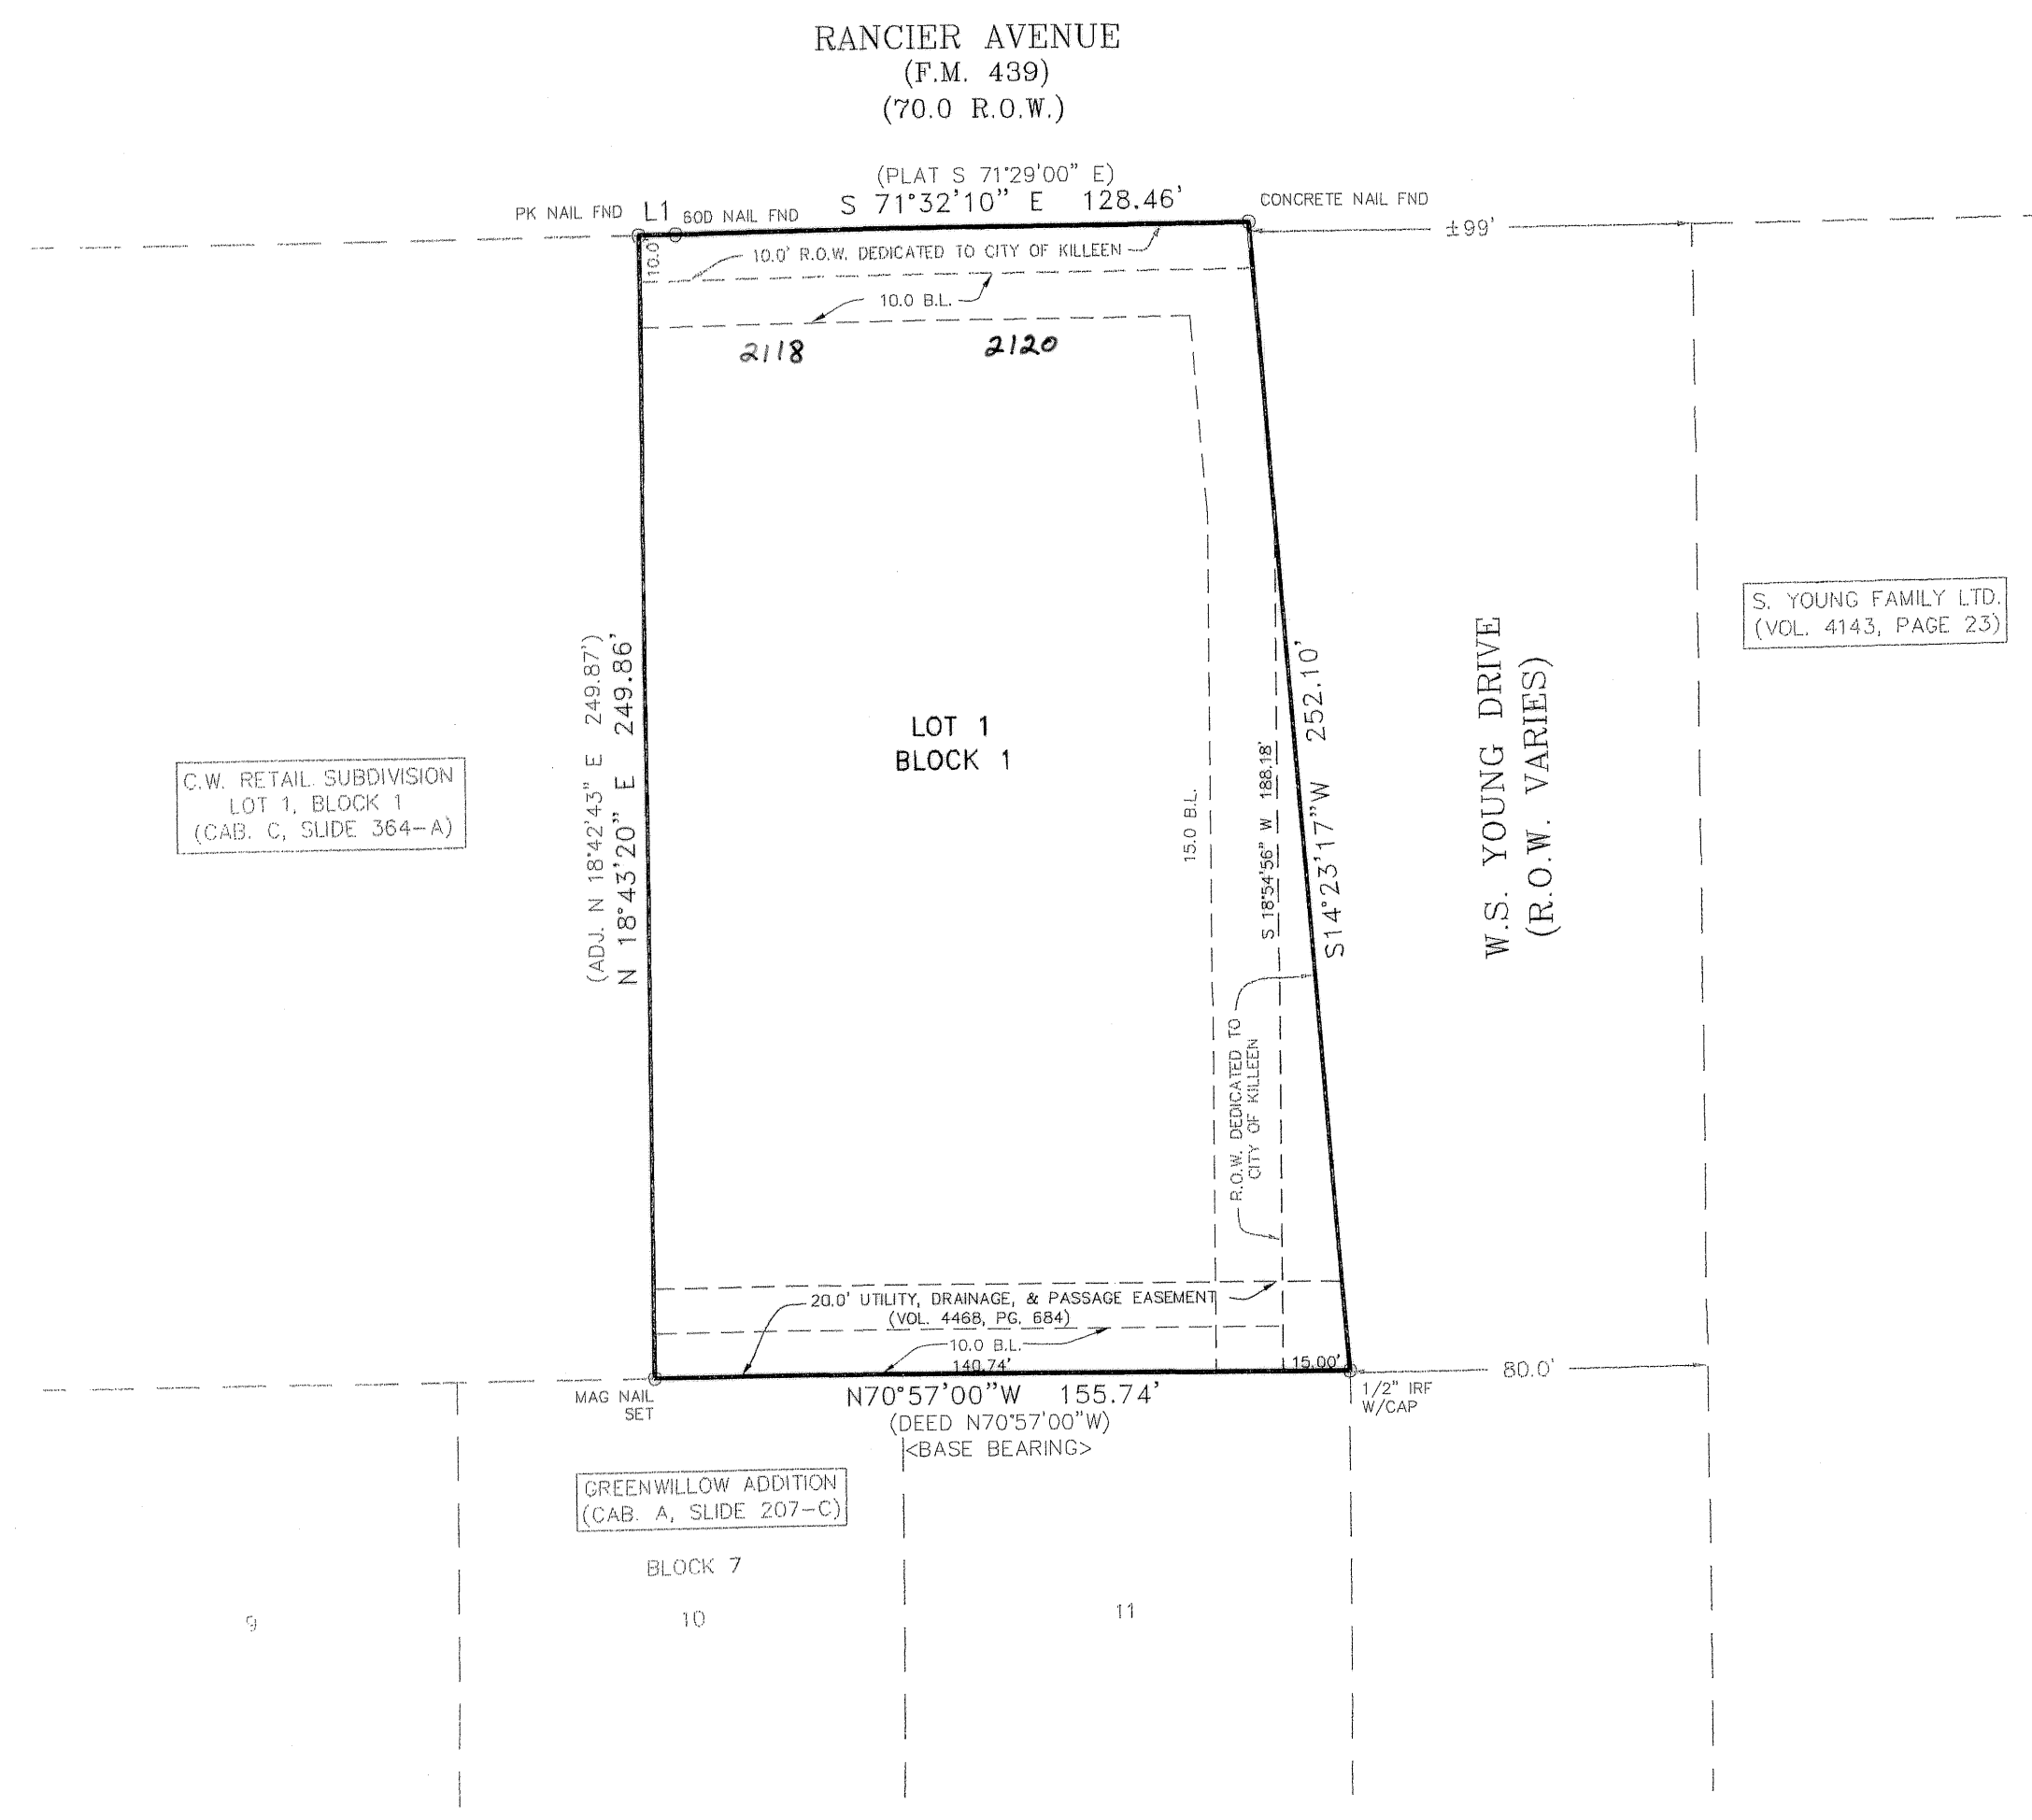 RANCIER AVENUE
(F.M. 439)
(70.0 R.O.W.)
(PLAT S 71°29'00" E)
S 71°32'10" E 128.46'
PK NAIL FND
L1
60D NAIL FND
CONCRETE NAIL FND
±99'
10.0'
10.0' R.O.W. DEDICATED TO CITY OF KILLEEN
10.0 B.L.
2118
2120
(ADJ. N 18°42'43" E 249.87')
N 18°43'20" E 249.86'
LOT 1
BLOCK 1
15.0 B.L.
S 18°54'56" W 188.18'
S14°23'17"W 252.10'
W.S. YOUNG DRIVE
(R.O.W. VARIES)
S. YOUNG FAMILY LTD.
(VOL. 4143, PAGE 23)
C.W. RETAIL SUBDIVISION
LOT 1, BLOCK 1
(CAB. C, SLIDE 364-A)
R.O.W. DEDICATED TO
CITY OF KILLEEN
20.0' UTILITY, DRAINAGE, & PASSAGE EASEMENT
(VOL. 4468, PG. 684)
10.0 B.L.
140.74'
15.00'
80.0'
MAG NAIL
SET
N70°57'00"W 155.74'
(DEED N70°57'00"W)
<BASE BEARING>
1/2" IRF
W/CAP
GREENWILLOW ADDITION
(CAB. A, SLIDE 207-C)
BLOCK 7
9
10
11